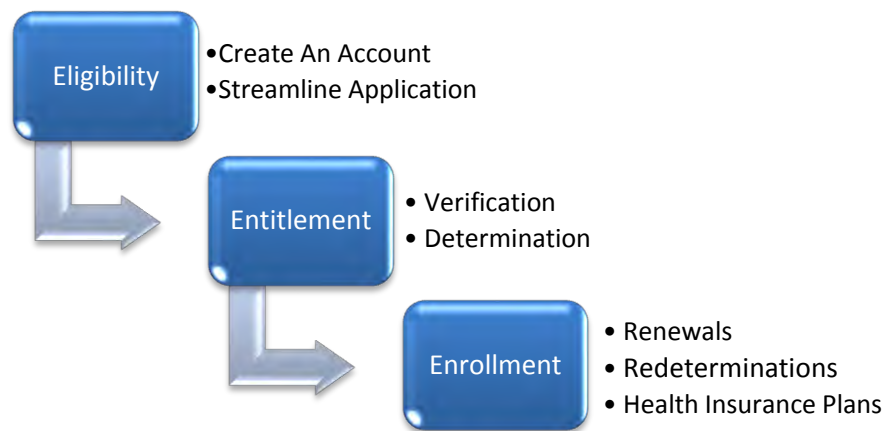 Eligibility
•Create An Account
•Streamline Application
Entitlement
• Verification
• Determination
Enrollment
• Renewals
• Redeterminations
• Health Insurance Plans